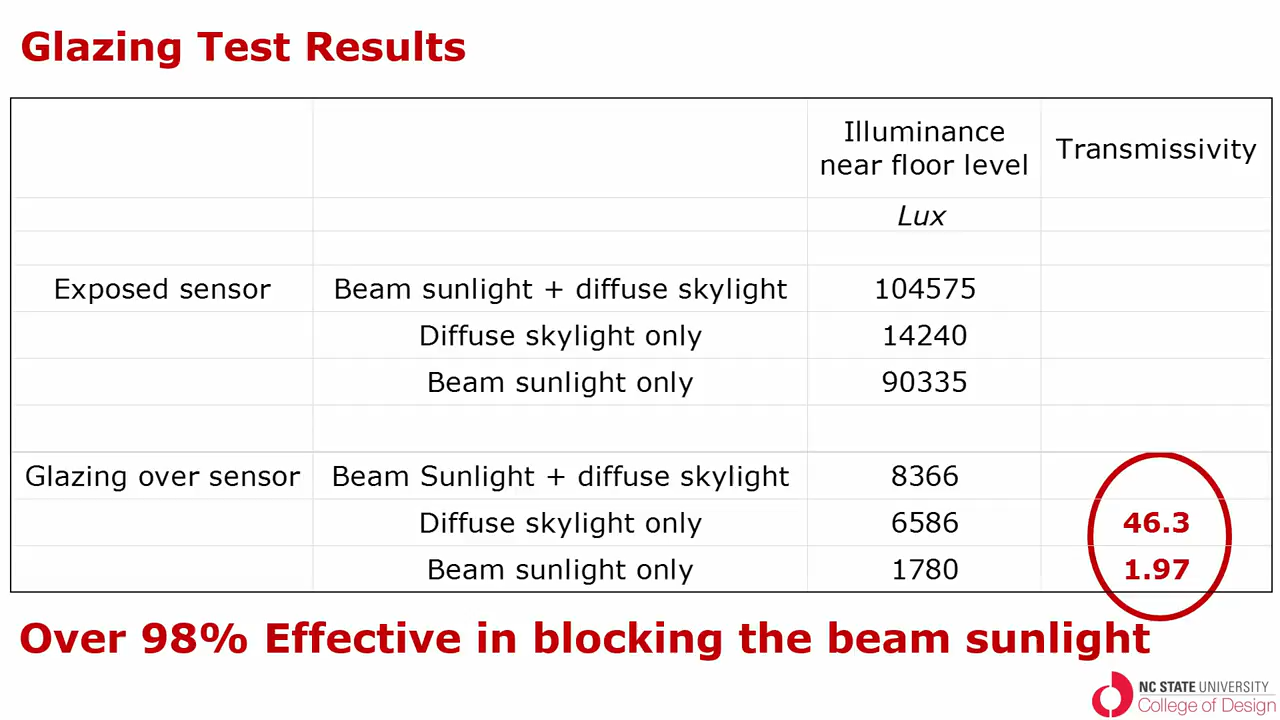 Glazing Test Results
Illuminance near floor level Transmissivity
Lux
Exposed sensor Beam sunlight + diffuse skylight 104575
Diffuse skylight only 14240
Beam sunlight only 90335
Glazing over sensor Beam Sunlight + diffuse skylight 8366
Diffuse skylight only 6586 46.3
Beam sunlight only 1780 1.97
Over 98% Effective in blocking the beam sunlight
NC STATE UNIVERSITY
College of Design